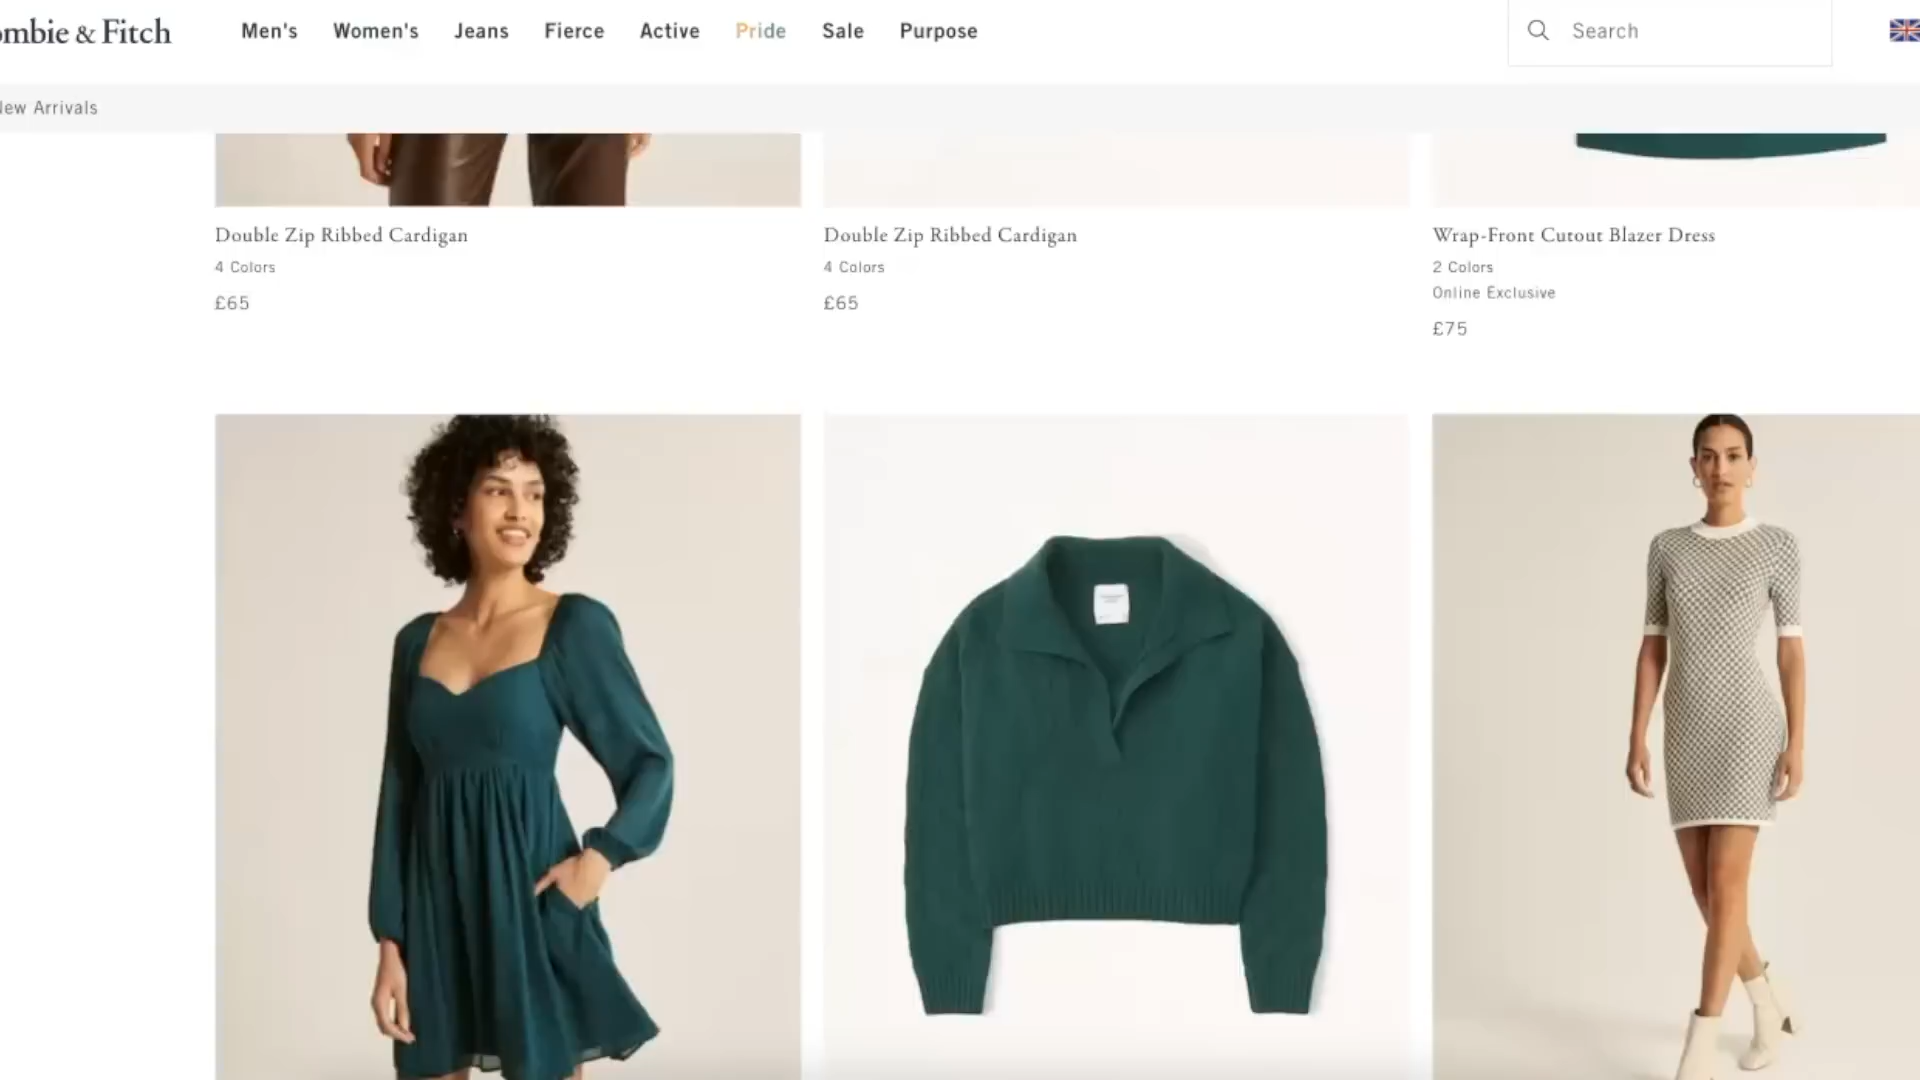 ombie & Fitch
Men's Women's Jeans Fierce Active Pride Sale Purpose
Search
New Arrivals
Double Zip Ribbed Cardigan
4 Colors
£65
Double Zip Ribbed Cardigan
4 Colors
£65
Wrap-Front Cutout Blazer Dress
2 Colors
Online Exclusive
£75